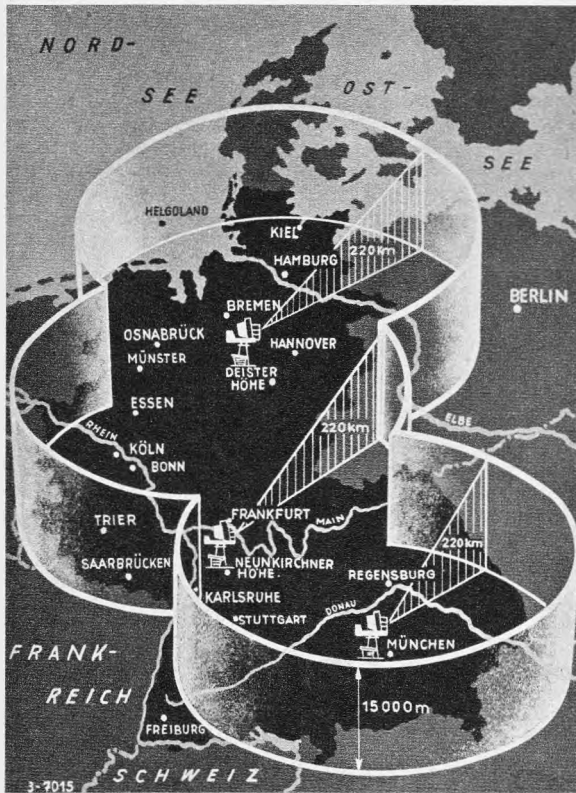 NORD-
SEE
OST-
SEE
HELGOLAND
KIEL
220km
HAMBURG
BERLIN
BREMEN
OSNABRÜCK
MÜNSTER
HANNOVER
DEISTER
HÖHE
ESSEN
ELBE
RHEIN
220km
KÖLN
BONN
FRANKFURT
MAIN
TRIER
220km
NEUNKIRCHNER
HÖHE
SAARBRÜCKEN
REGENSBURG
KARLSRUHE
DONAU
STUTTGART
MÜNCHEN
FRANK-
REICH
15000m
FREIBURG
SCHWEIZ
3-7015